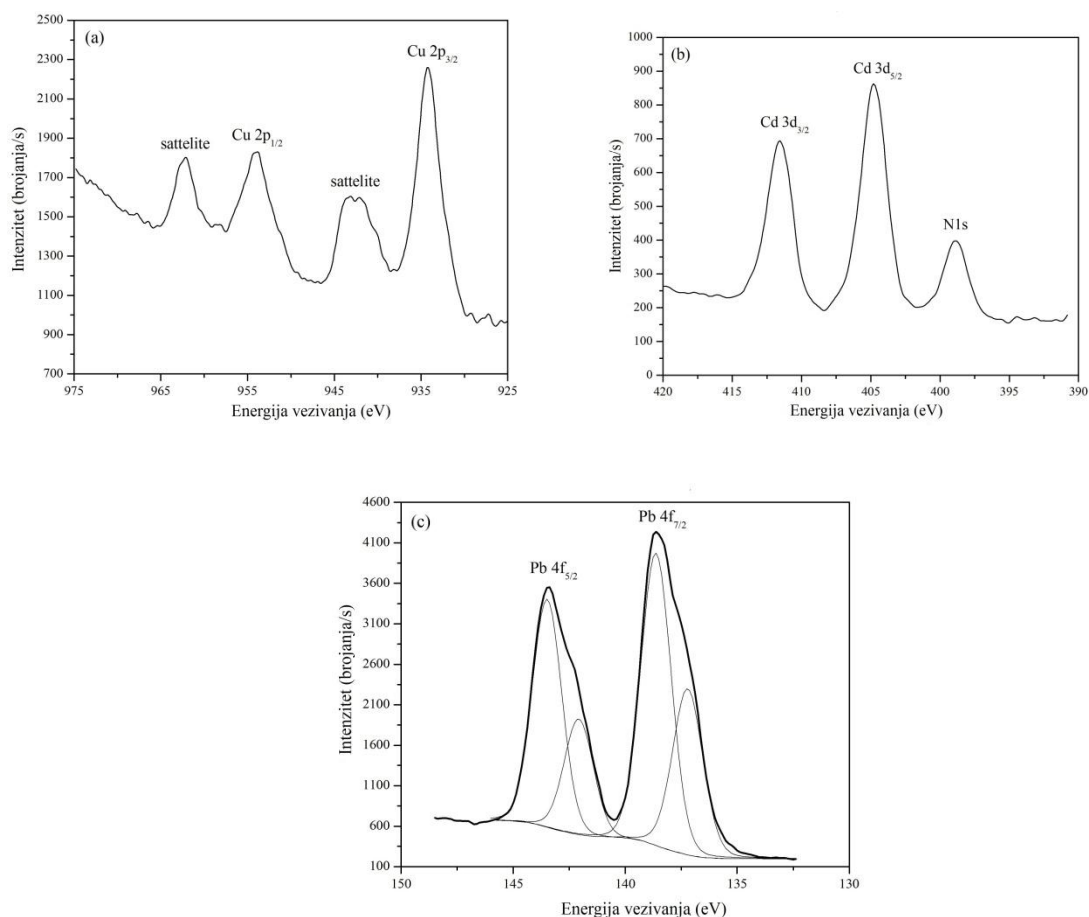 (a)
Cu 2p3/2
sattelite
Cu 2p1/2
sattelite
Intenzitet (brojanja/s)
2500
2300
2100
1900
1700
1500
1300
1100
900
700
975 965 955 945 935 925
Energija vezivanja (eV)
(b)
Cd 3d5/2
Cd 3d3/2
N1s
Intenzitet (brojanja/s)
1000
900
800
700
600
500
400
300
200
100
0
420 415 410 405 400 395 390
Energija vezivanja (eV)
(c)
Pb 4f7/2
Pb 4f5/2
Intenzitet (brojanja/s)
4600
4100
3600
3100
2600
2100
1600
1100
600
100
150 145 140 135 130
Energija vezivanja (eV)